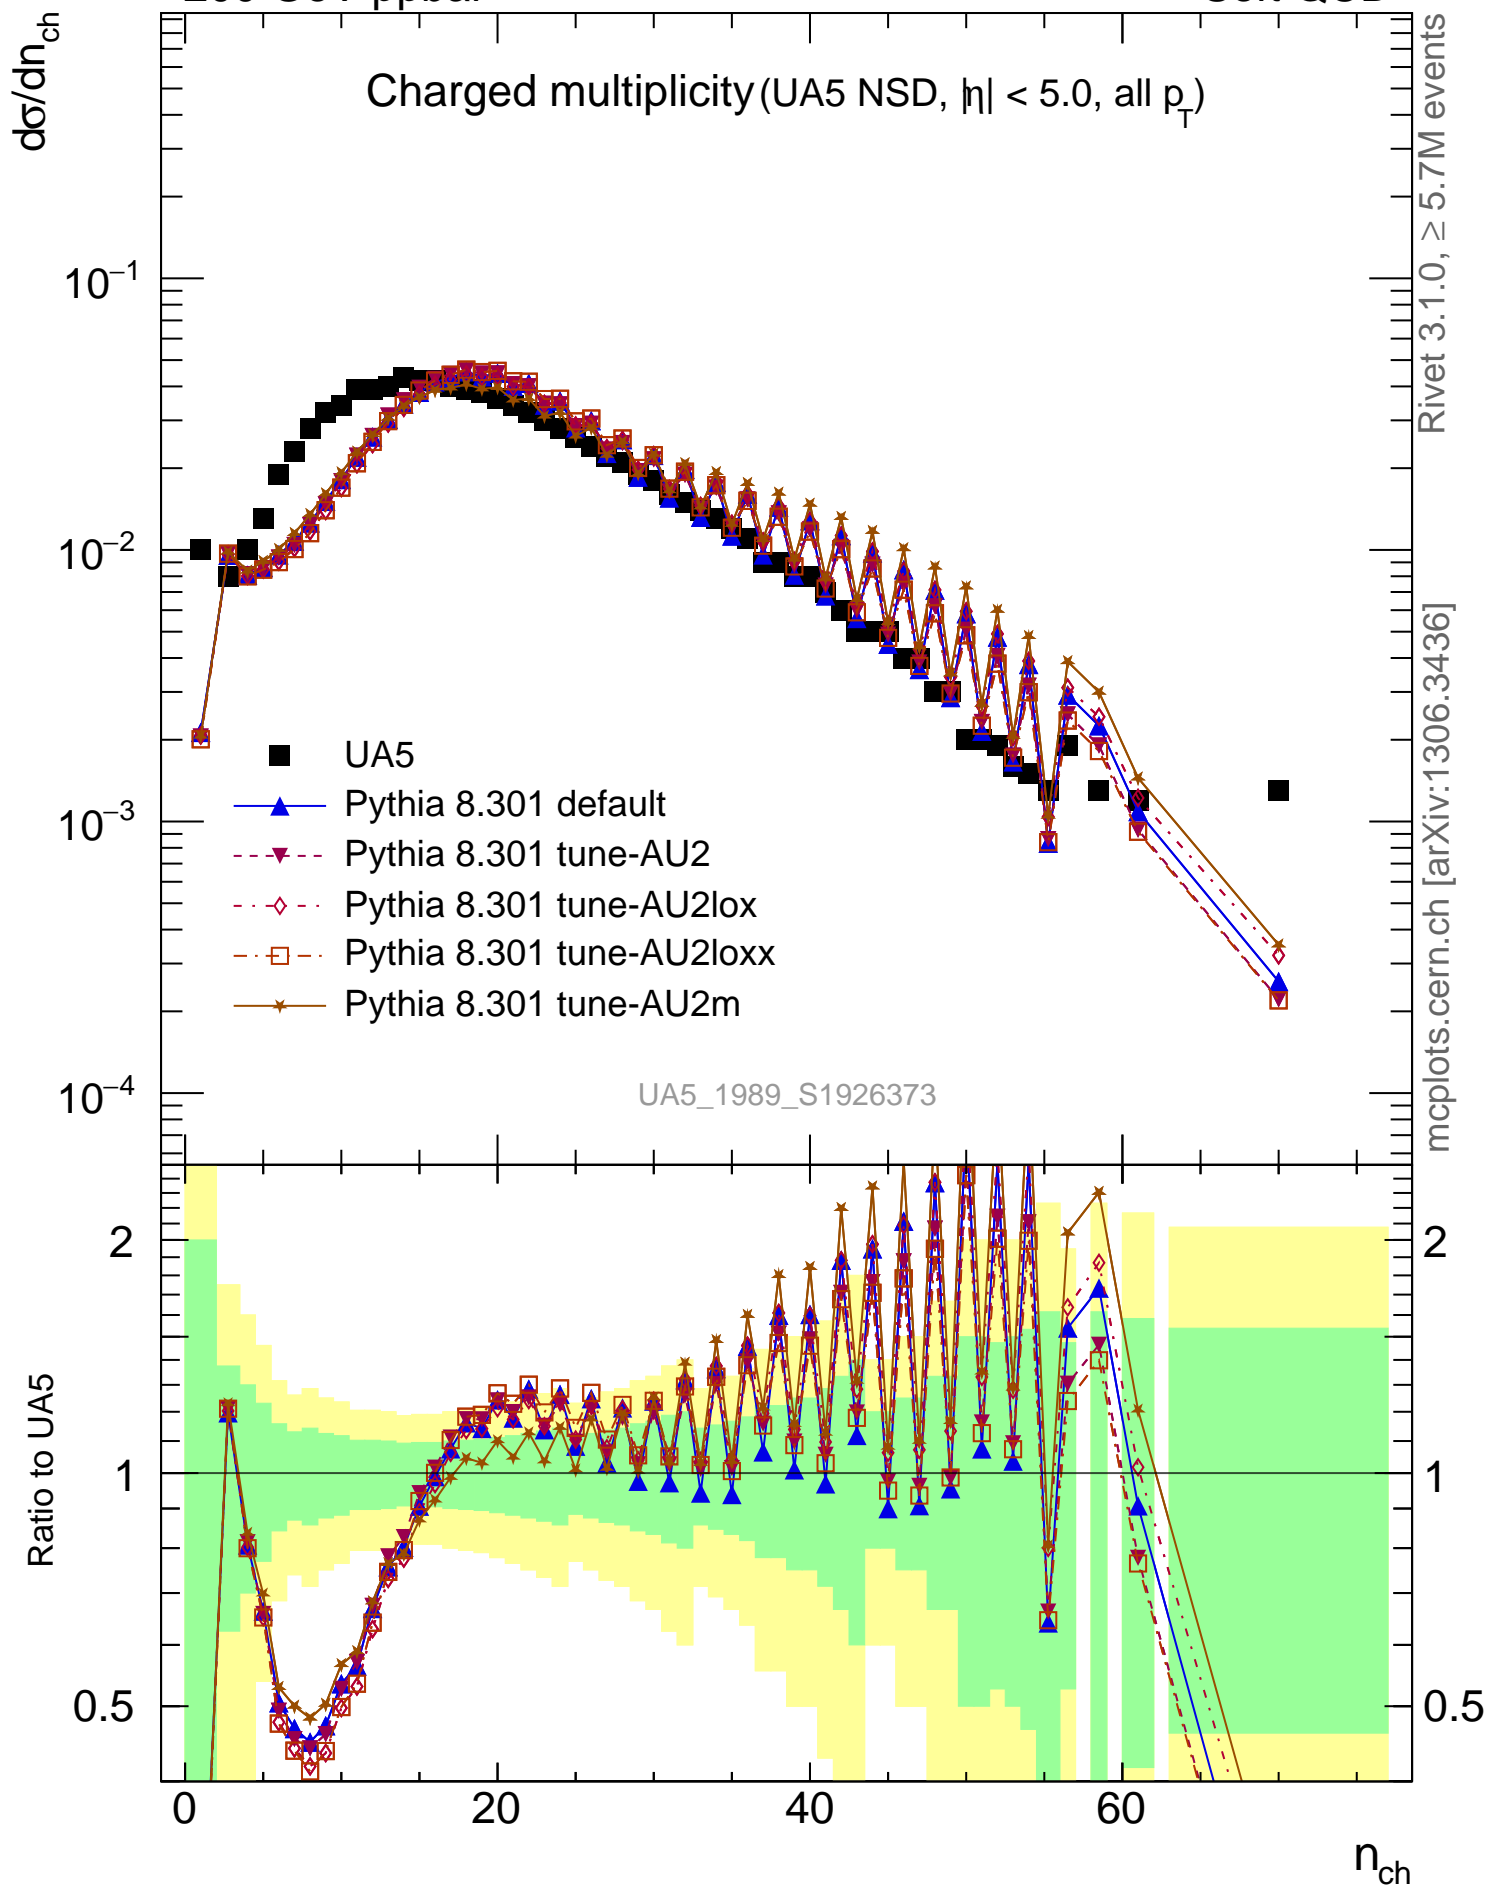 dσ/dn_ch
Charged multiplicity (UA5 NSD, |η| < 5.0, all p_T)
10^−1
10^−2
10^−3
10^−4
UA5
Pythia 8.301 default
Pythia 8.301 tune-AU2
Pythia 8.301 tune-AU2lox
Pythia 8.301 tune-AU2loxx
Pythia 8.301 tune-AU2m
UA5_1989_S1926373
Rivet 3.1.0, ≥ 5.7M events
mcplots.cern.ch [arXiv:1306.3436]
Ratio to UA5
2
1
0.5
2
1
0.5
0 20 40 60
n_ch